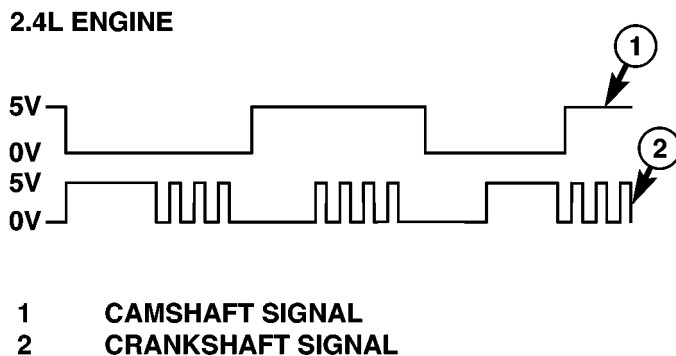 2.4L ENGINE
1
5V
0V
2
5V
0V
1 CAMSHAFT SIGNAL
2 CRANKSHAFT SIGNAL